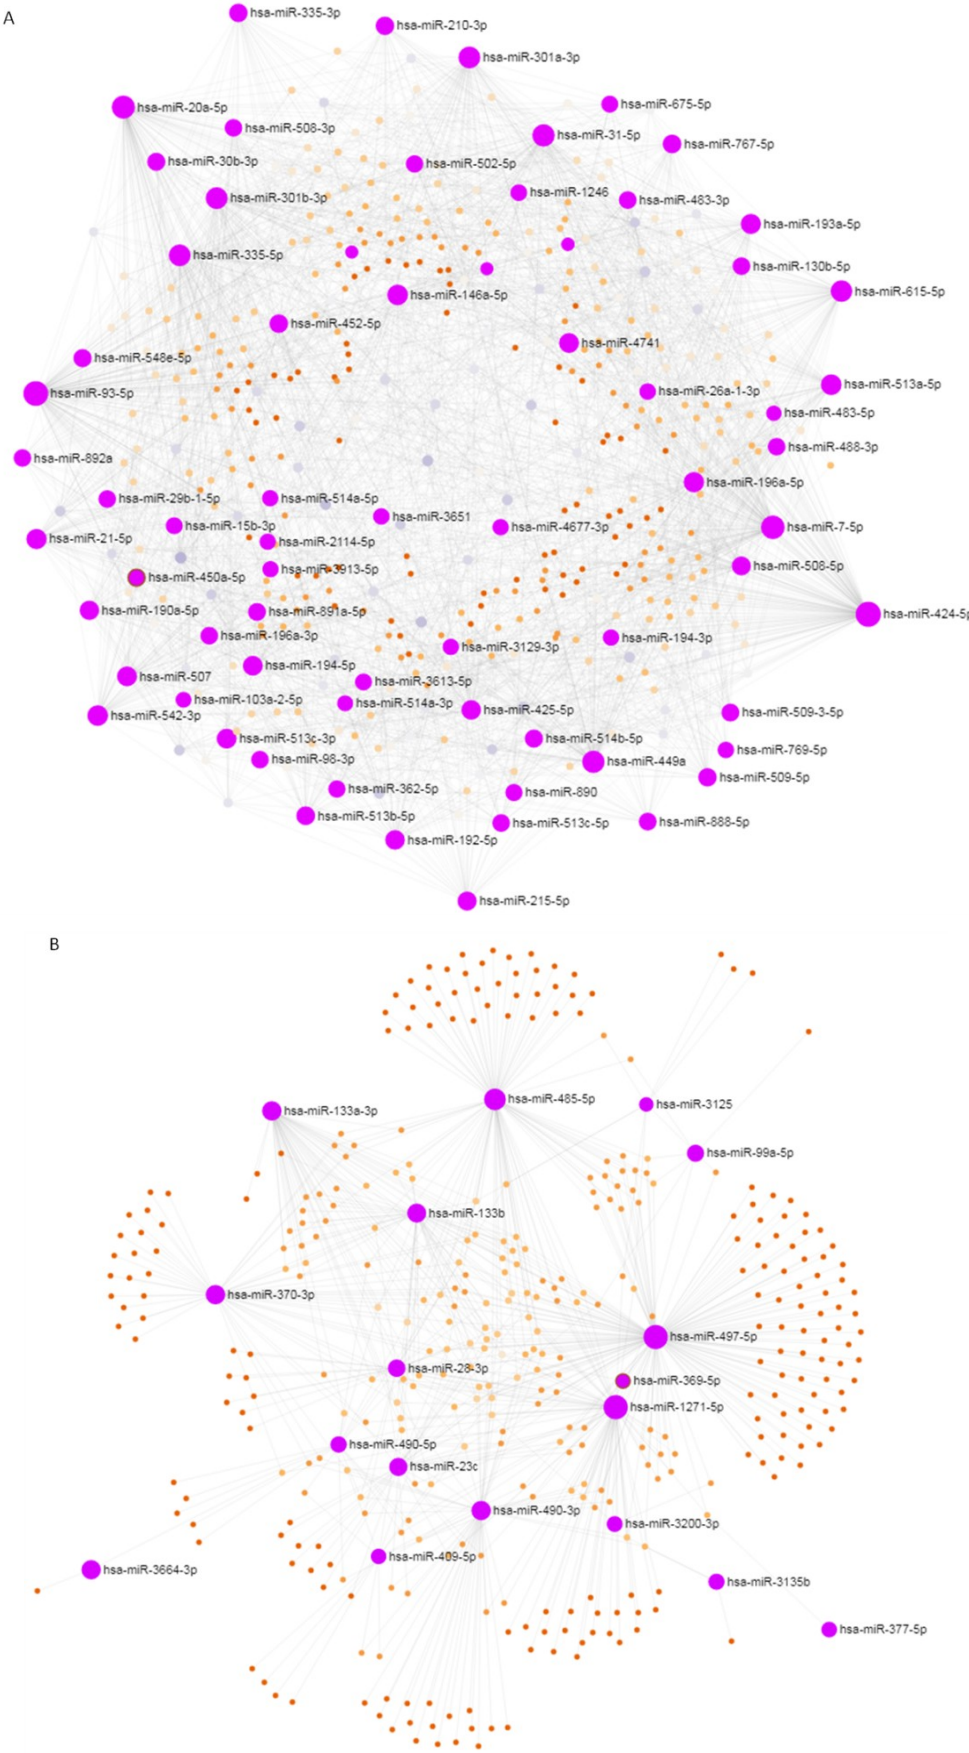 A
hsa-miR-335-3p
hsa-miR-210-3p
hsa-miR-301a-3p
hsa-miR-20a-5p
hsa-miR-675-5p
hsa-miR-508-3p
hsa-miR-31-5p
hsa-miR-767-5p
hsa-miR-30b-3p
hsa-miR-502-5p
hsa-miR-1246
hsa-miR-301b-3p
hsa-miR-483-3p
hsa-miR-193a-5p
hsa-miR-335-5p
hsa-miR-130b-5p
hsa-miR-146a-5p
hsa-miR-615-5p
hsa-miR-452-5p
hsa-miR-4741
hsa-miR-548e-5p
hsa-miR-513a-5p
hsa-miR-93-5p
hsa-miR-26a-1-3p
hsa-miR-483-5p
hsa-miR-488-3p
hsa-miR-892a
hsa-miR-196a-5p
hsa-miR-29b-1-5p
hsa-miR-514a-5p
hsa-miR-3651
hsa-miR-15b-3p
hsa-miR-4677-3p
hsa-miR-7-5p
hsa-miR-21-5p
hsa-miR-2114-5p
hsa-miR-508-5p
hsa-miR-3913-5p
hsa-miR-450a-5p
hsa-miR-190a-5p
hsa-miR-891a-5p
hsa-miR-424-5p
hsa-miR-196a-3p
hsa-miR-194-3p
hsa-miR-3129-3p
hsa-miR-194-5p
hsa-miR-507
hsa-miR-3613-5p
hsa-miR-103a-2-5p
hsa-miR-514a-3p
hsa-miR-425-5p
hsa-miR-509-3-5p
hsa-miR-542-3p
hsa-miR-513c-3p
hsa-miR-514b-5p
hsa-miR-769-5p
hsa-miR-98-3p
hsa-miR-449a
hsa-miR-509-5p
hsa-miR-362-5p
hsa-miR-890
hsa-miR-513b-5p
hsa-miR-513c-5p
hsa-miR-888-5p
hsa-miR-192-5p
hsa-miR-215-5p
B
hsa-miR-485-5p
hsa-miR-3125
hsa-miR-133a-3p
hsa-miR-99a-5p
hsa-miR-133b
hsa-miR-370-3p
hsa-miR-497-5p
hsa-miR-28-3p
hsa-miR-369-5p
hsa-miR-1271-5p
hsa-miR-490-5p
hsa-miR-23c
hsa-miR-490-3p
hsa-miR-3200-3p
hsa-miR-409-5p
hsa-miR-3664-3p
hsa-miR-3135b
hsa-miR-377-5p